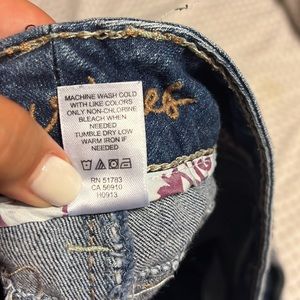 MACHINE WASH COLD
WITH LIKE COLORS
ONLY NON-CHLORINE
BLEACH WHEN
NEEDED
TUMBLE DRY LOW
WARM IRON IF
NEEDED
RN 51783
CA 56910
H0913